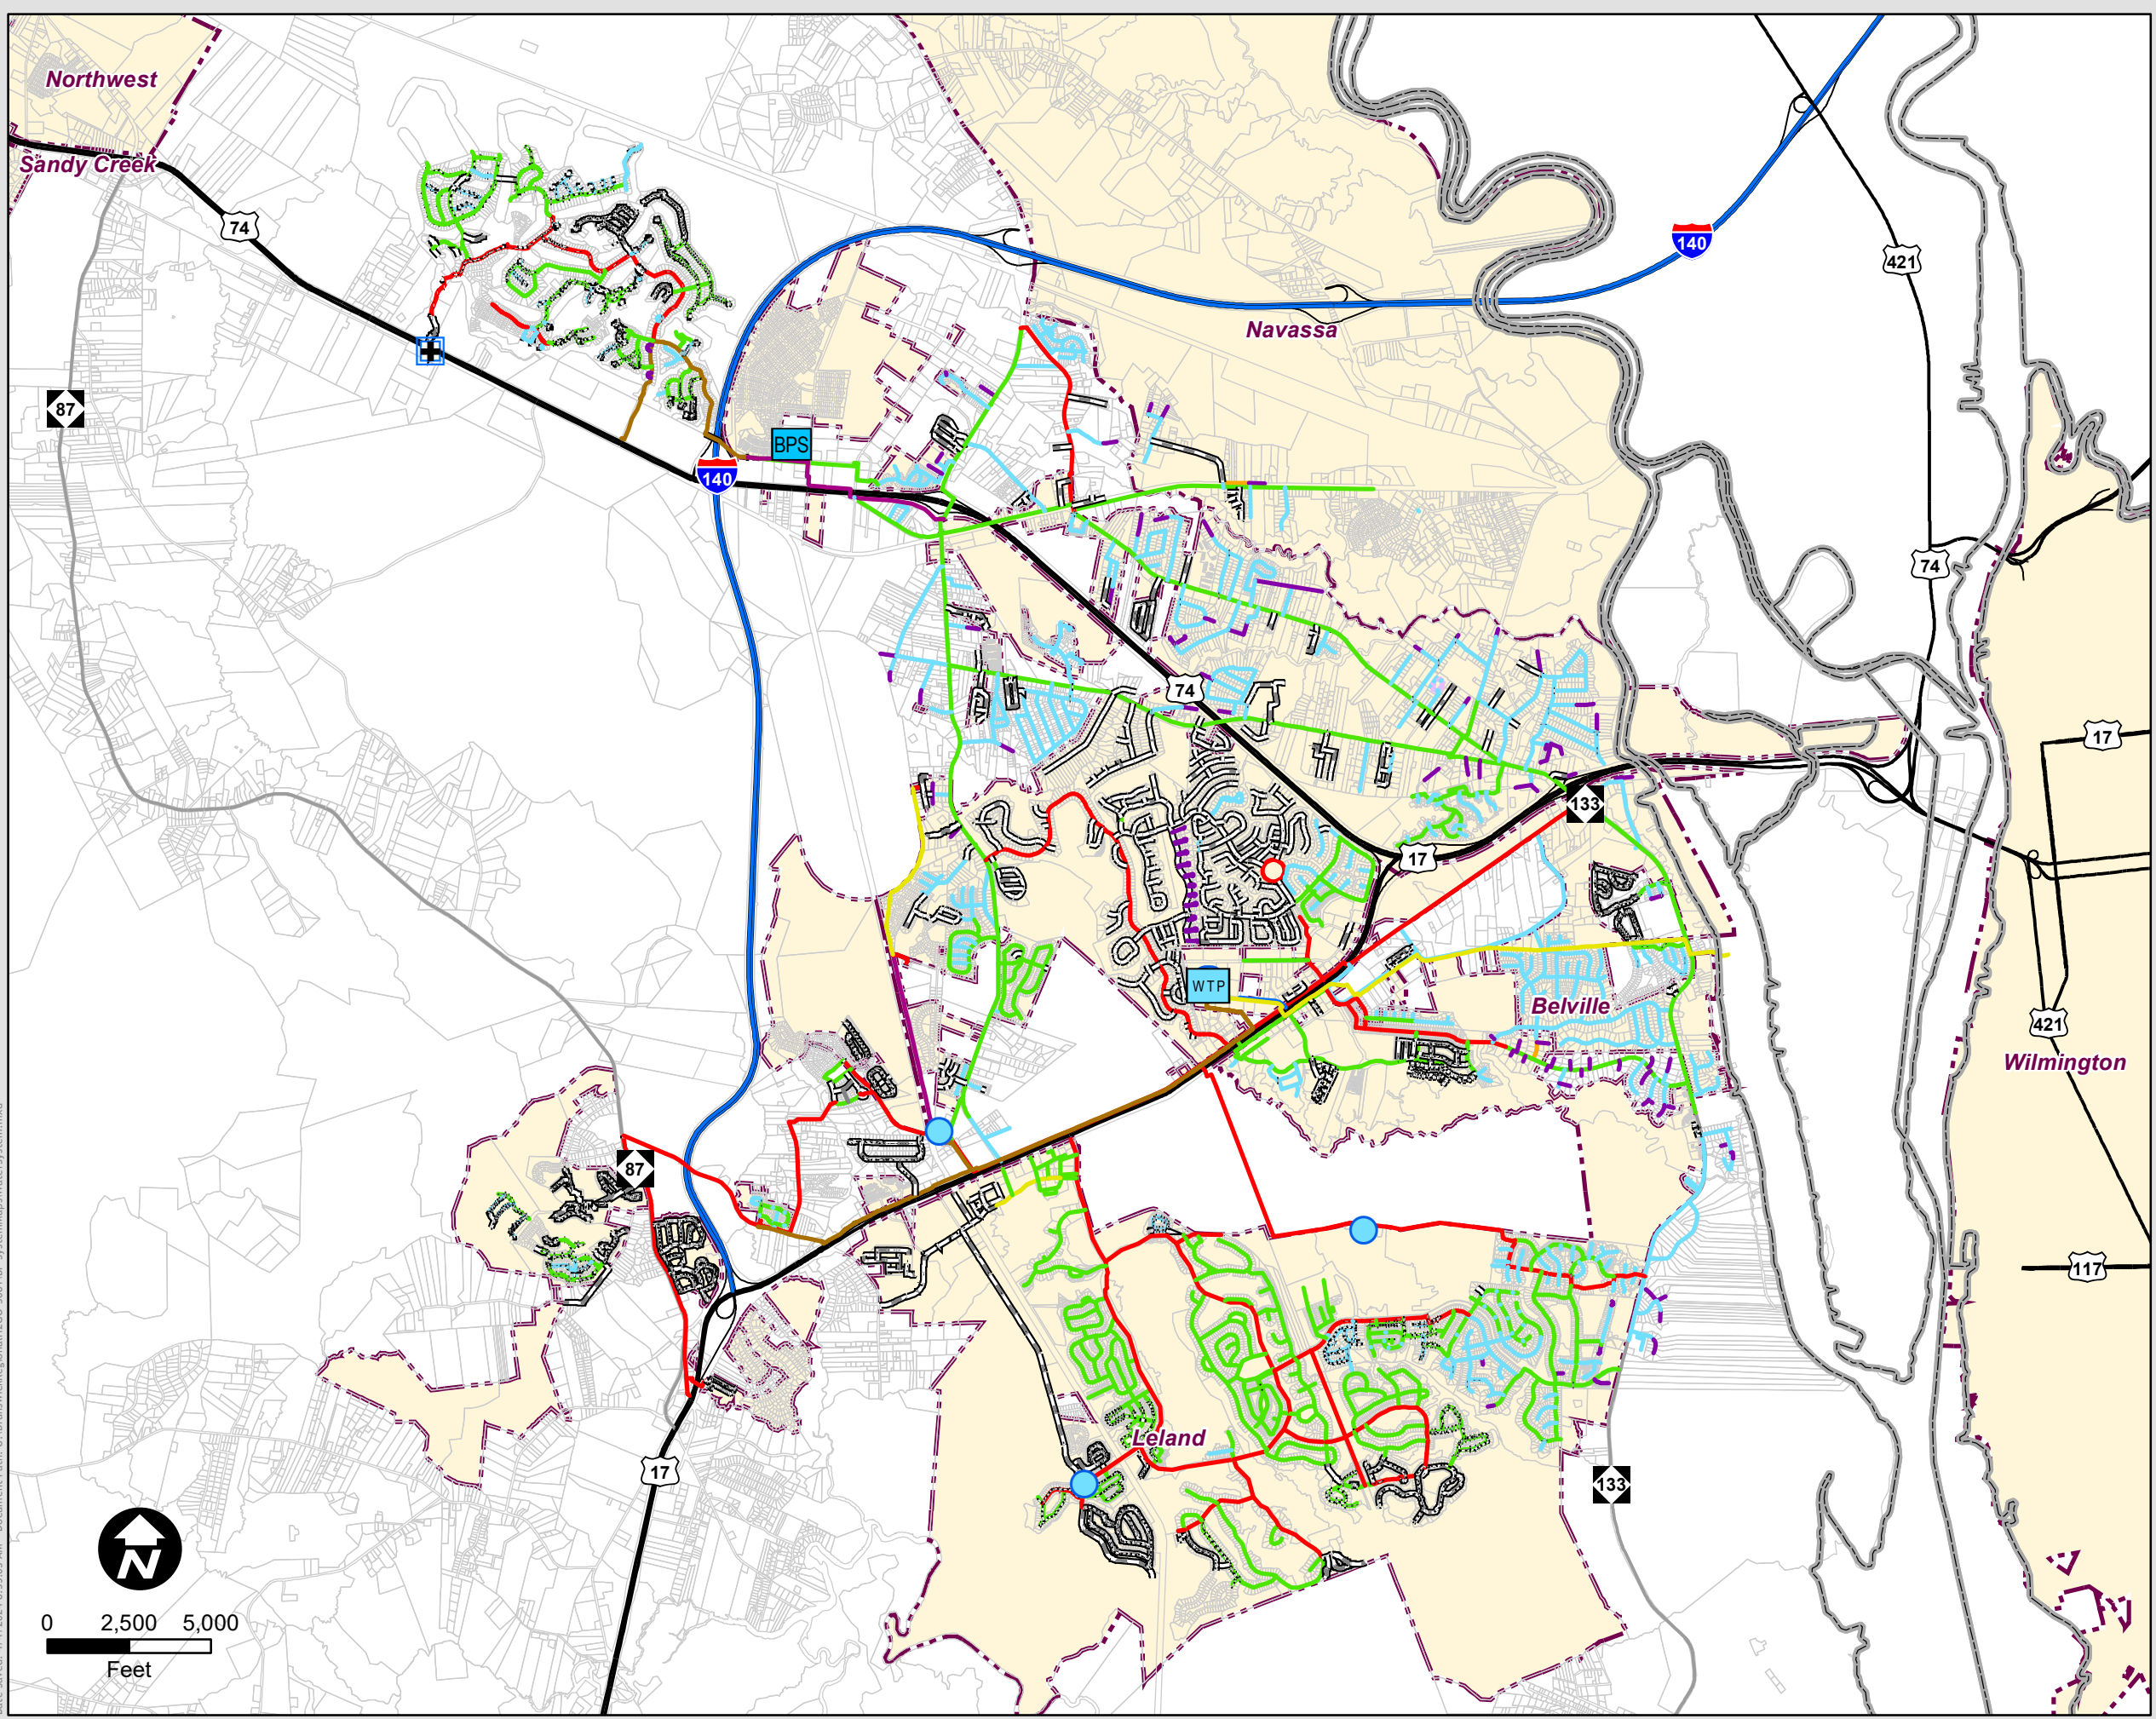 Northwest
Sandy Creek
74
140
421
Navassa
87
BPS
140
74
74
17
133
17
WTP
Belville
421
Wilmington
87
117
Leland
17
133
N
0 2,500 5,000
Feet